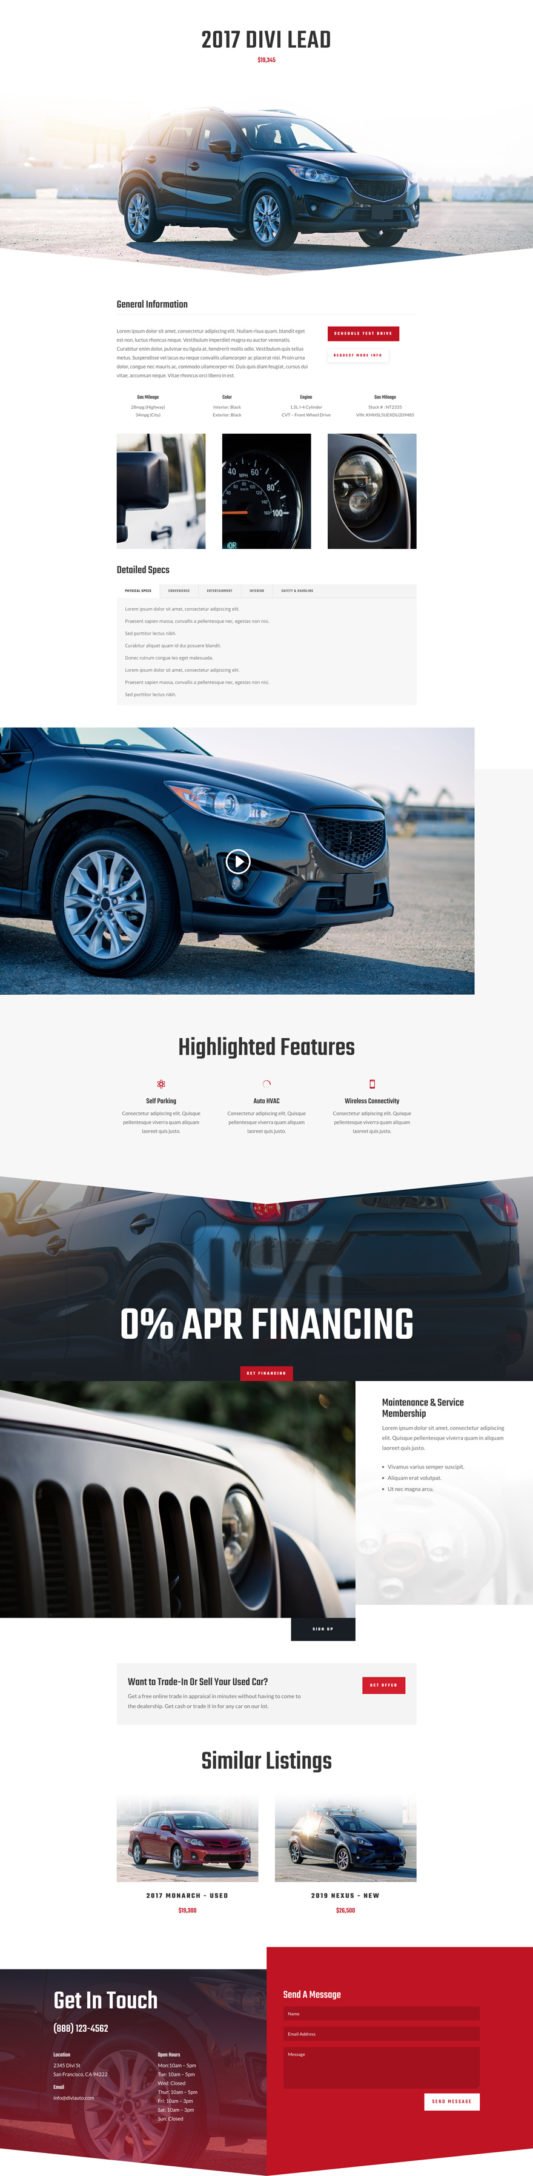 2017 DIVI LEAD
$19,345
General Information
Lorem ipsum dolor sit amet, consectetur adipiscing elit. Nullam risus quam, blandit eget
est non, luctus rhoncus neque. Vestibulum imperdiet magna eu auctor venenatis.
Curabitur enim dolor, pulvinar eu ligula at, hendrerit mollis odio. Vestibulum quis tellus
metus. Suspendisse vel lacus eu neque convallis ullamcorper ac placerat nisl. Proin urna
dolor, congue nec mauris ac, commodo ullamcorper mi. Duis quis diam feugiat, cursus dui
vitae, accumsan neque. Vitae rhoncus orci libero in est.
SCHEDULE TEST DRIVE
REQUEST MORE INFO
Gas Mileage
28mpg (Highway)
34mpg (City)
Color
Interior: Black
Exterior: Black
Engine
1.5L I-4 Cylinder
CVT – Front Wheel Drive
Gas Mileage
Stock # : NT2335
40 60 80 100
MPH
Detailed Specs
PHYSICAL SPECS
CONVENIENCE
ENTERTAINMENT
INTERIOR
SAFETY & HANDLING
Lorem ipsum dolor sit amet, consectetur adipiscing elit.
Praesent sapien massa, convallis a pellentesque nec, egestas non nisi.
Sed porttitor lectus nibh.
Curabitur aliquet quam id dui posuere blandit.
Donec rutrum congue leo eget malesuada.
Lorem ipsum dolor sit amet, consectetur adipiscing elit.
Praesent sapien massa, convallis a pellentesque nec, egestas non nisi.
Sed porttitor lectus nibh.
Highlighted Features
Self Parking
Consectetur adipiscing elit. Quisque
pellentesque viverra quam aliquam
laoreet quis justo.
Auto HVAC
Consectetur adipiscing elit. Quisque
pellentesque viverra quam aliquam
laoreet quis justo.
Wireless Connectivity
Consectetur adipiscing elit. Quisque
pellentesque viverra quam aliquam
laoreet quis justo.
0%
0% APR FINANCING
GET FINANCING
Maintenance & Service
Membership
Lorem ipsum dolor sit amet, consectetur adipiscing
elit. Quisque pellentesque viverra quam in aliquam
laoreet quis justo.
Vivamus varius semper suscipit.
Aliquam erat volutpat.
Ut nec magna arcu.
SIGN UP
Want to Trade-In Or Sell Your Used Car?
Get a free online trade in appraisal in minutes without having to come to
the dealership. Get cash or trade it in for any car on our lot.
GET OFFER
Similar Listings
2017 MONARCH - USED
$19,300
2019 NEXUS - NEW
$26,500
Get In Touch
(888) 123-4562
Location
2345 Divi St
San Francisco, CA 94222
Email
info@diviauto.com
Open Hours
Mon: 10am – 5pm
Tue: 10am – 5pm
Wed: Closed
Thur: 10am – 5pm
Fri: 10am – 3pm
Sat: 10am – 3pm
Sun: Closed
Send A Message
Name
Email Address
Message
SEND MESSAGE